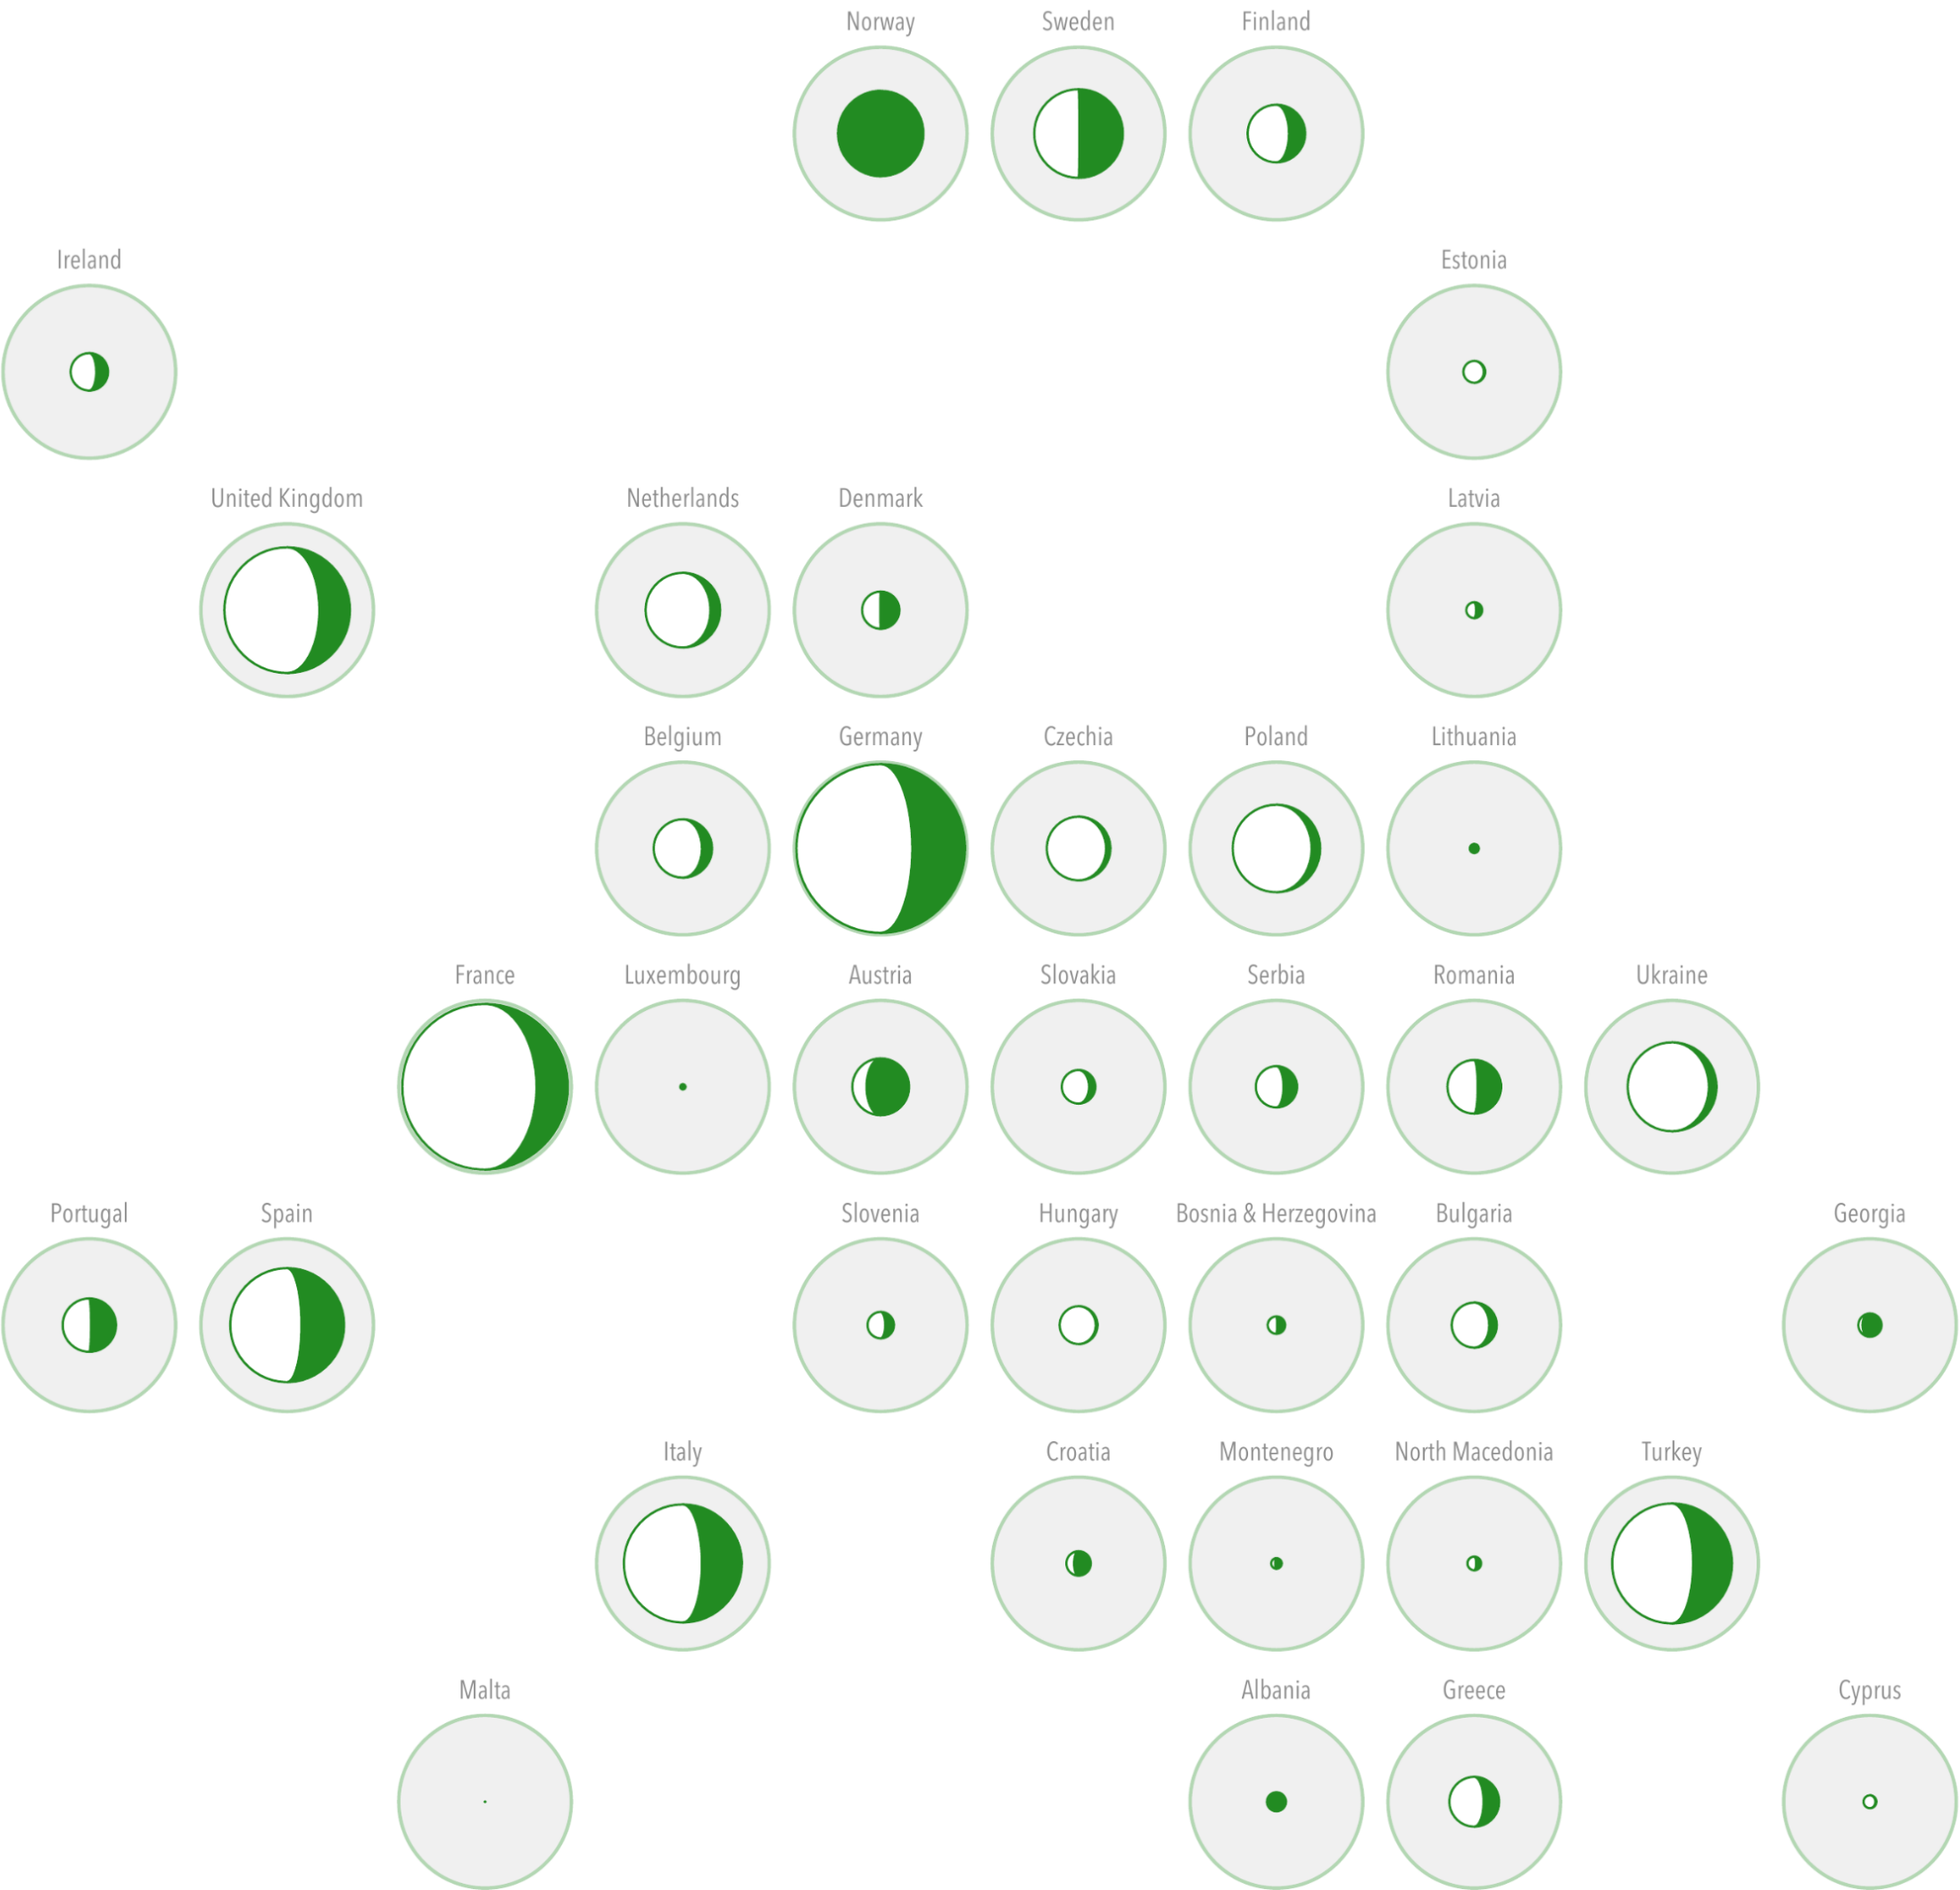 Norway
Sweden
Finland
Ireland
Estonia
United Kingdom
Netherlands
Denmark
Latvia
Belgium
Germany
Czechia
Poland
Lithuania
France
Luxembourg
Austria
Slovakia
Serbia
Romania
Ukraine
Portugal
Spain
Slovenia
Hungary
Bosnia & Herzegovina
Bulgaria
Georgia
Italy
Croatia
Montenegro
North Macedonia
Turkey
Malta
Albania
Greece
Cyprus